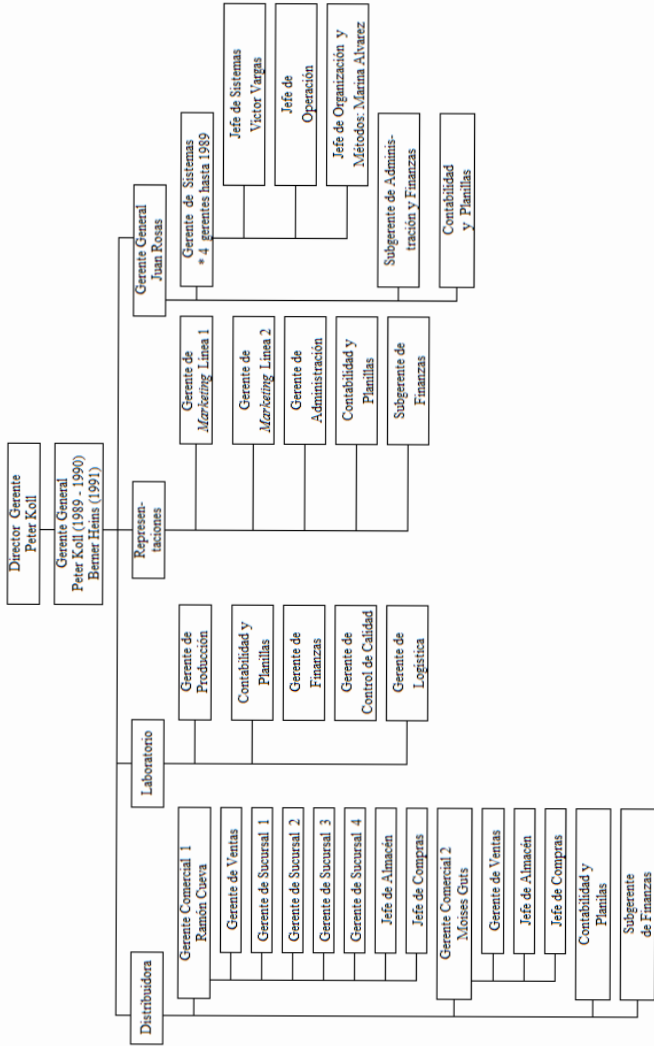 Director Gerente
Peter Koll
Gerente General
Peter Koll (1989 - 1990)
Berner Heins (1991)
Distribuidora
Gerente Comercial 1
Ramón Cueva
Gerente de Ventas
Gerente de Sucursal 1
Gerente de Sucursal 2
Gerente de Sucursal 3
Gerente de Sucursal 4
Jefe de Almacén
Jefe de Compras
Gerente Comercial 2
Moises Guts
Gerente de Ventas
Jefe de Almacén
Jefe de Compras
Contabilidad y
Planilas
Subgerente
de Finanzas
Laboratorio
Gerente de
Producción
Contabilidad y
Planillas
Gerente de
Finanzas
Gerente de
Control de Calidad
Gerente de
Logística
Represen-
taciones
Gerente de
Marketing Linea 1
Gerente de
Marketing Linea 2
Gerente de
Administración
Contabilidad y
Planillas
Subgerente de
Finanzas
Gerente General
Juan Rosas
Gerente de Sistemas
* 4 gerentes hasta 1989
Jefe de Sistemas
Victor Vargas
Jefe de
Operación
Jefe de Organización y
Métodos: Marina Alvarez
Subgerente de Adminis-
tración y Finanzas
Contabilidad
y Planillas